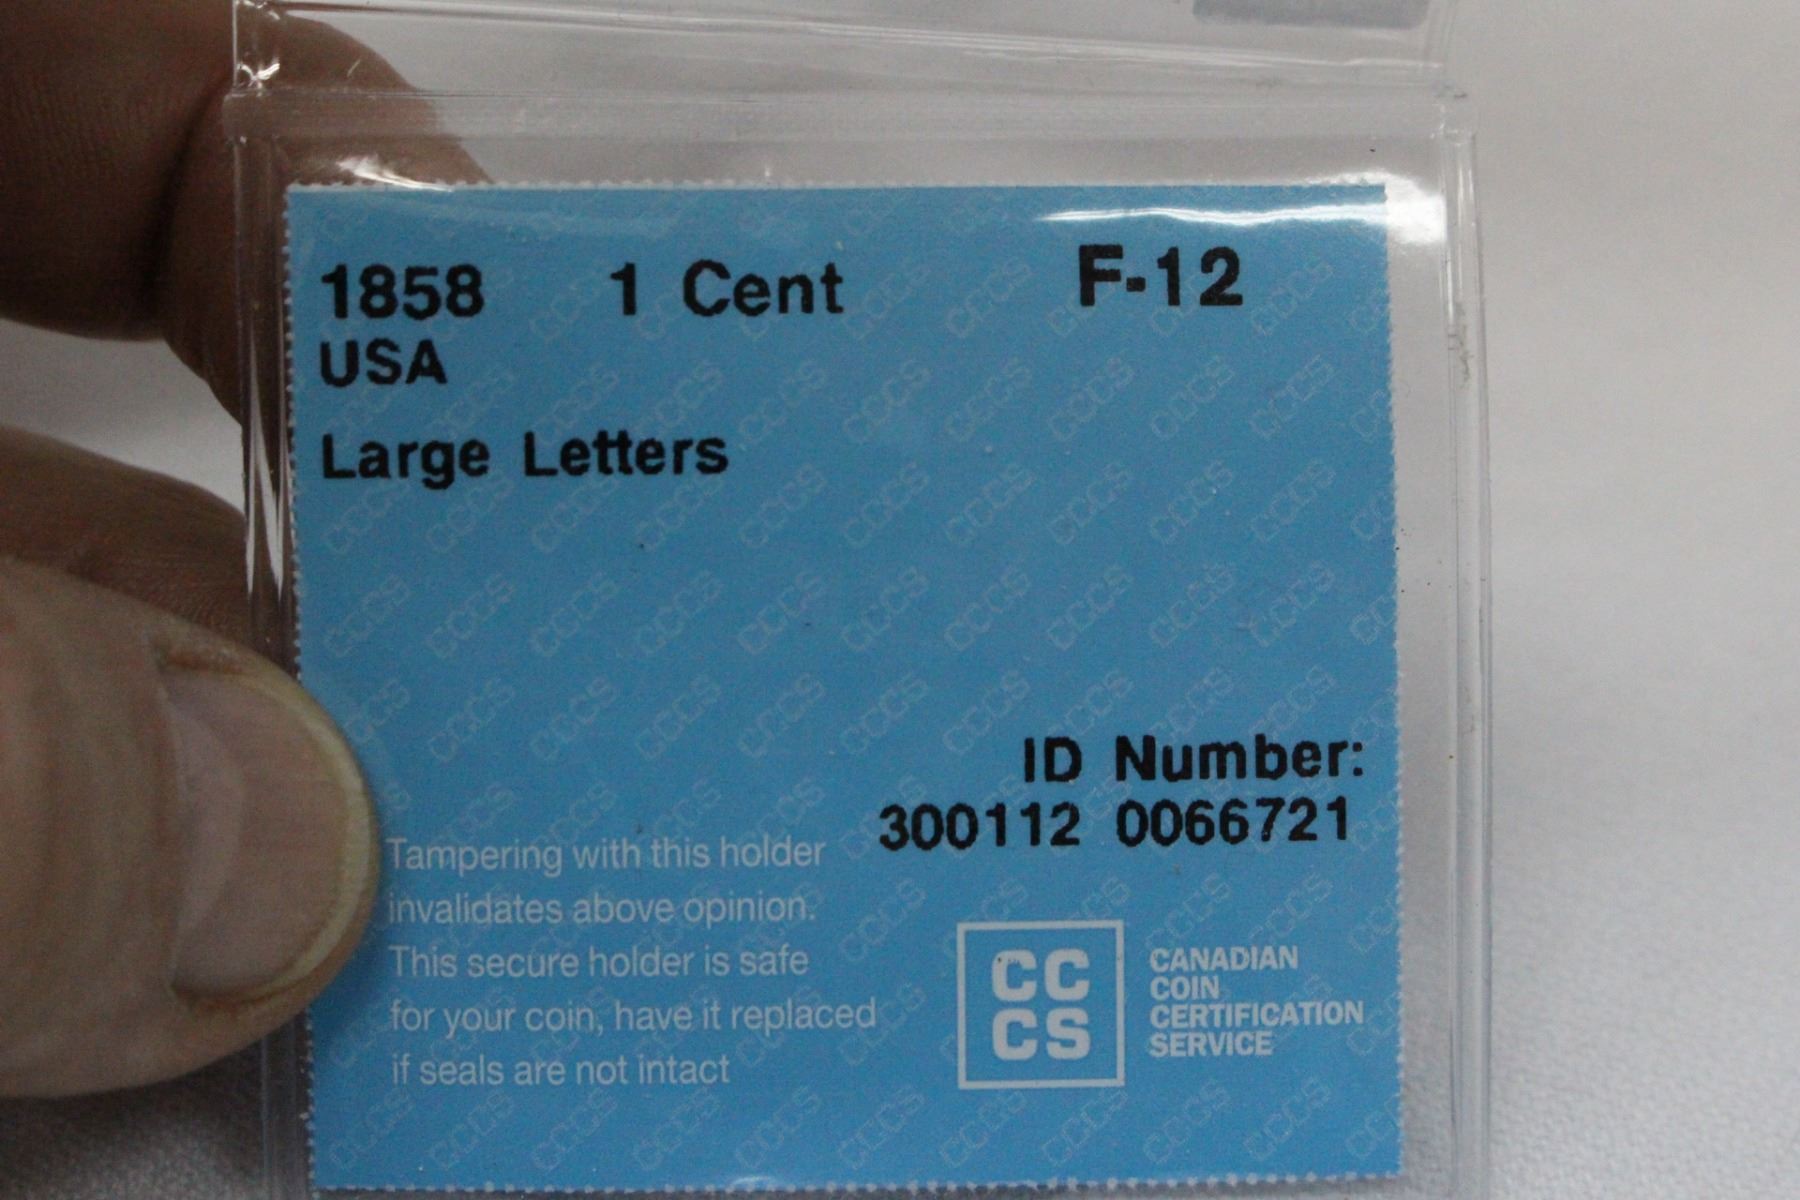 1858 1 Cent F-12
USA
Large Letters
ID Number:
300112 0066721
Tampering with this holder
invalidates above opinion.
This secure holder is safe
for your coin, have it replaced
if seals are not intact
CC
CS
CANADIAN
COIN
CERTIFICATION
SERVICE